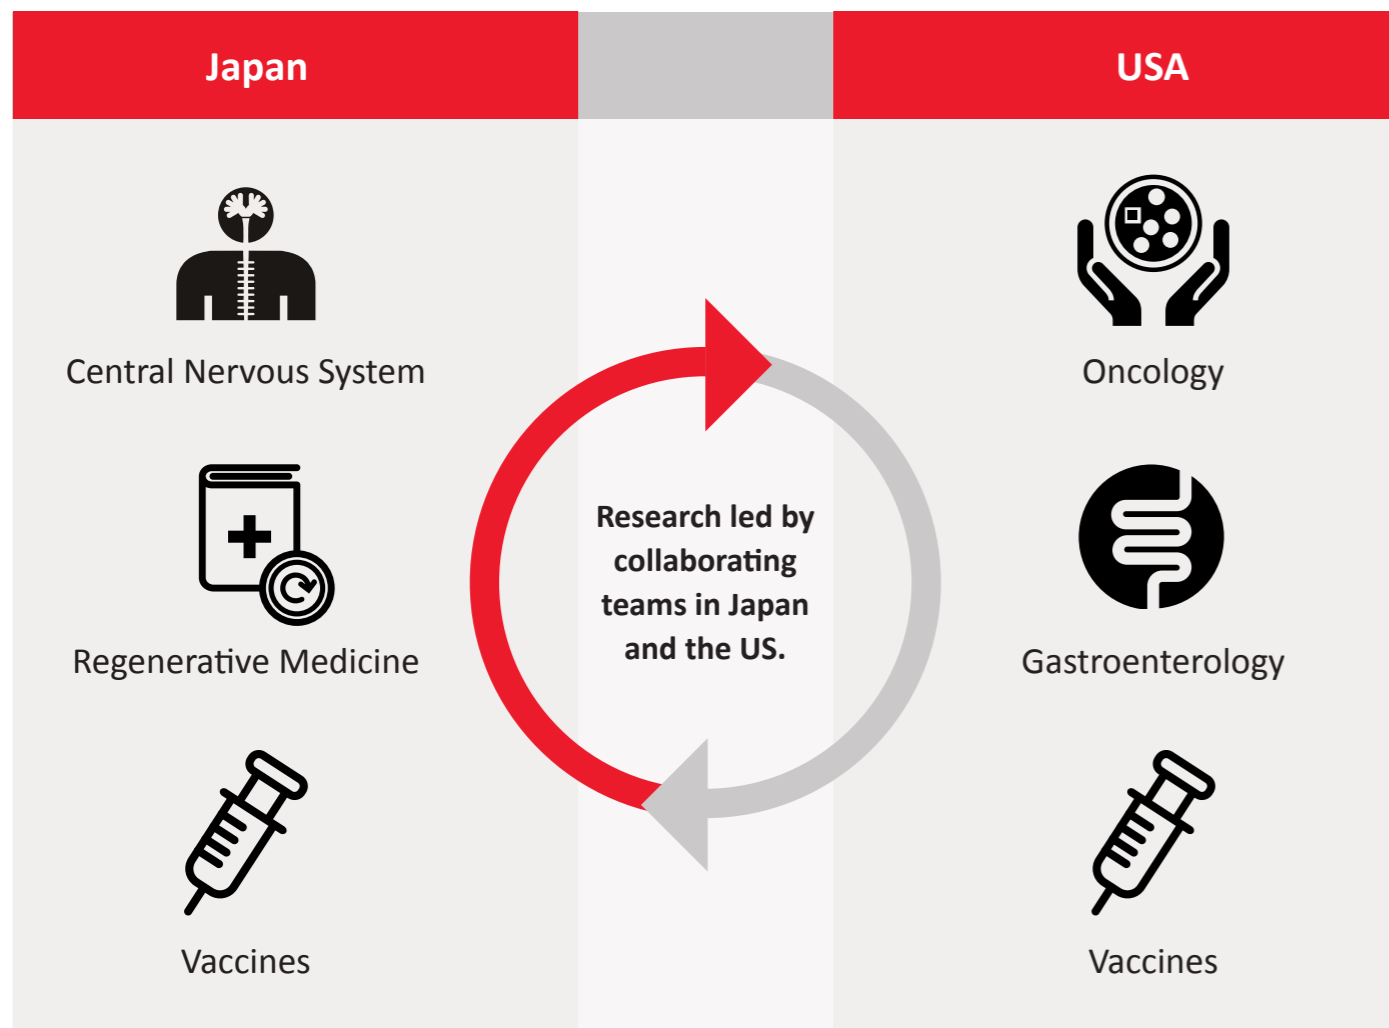 Japan
USA
Central Nervous System
Oncology
Research led by
collaborating
teams in Japan
and the US.
Regenerative Medicine
Gastroenterology
Vaccines
Vaccines